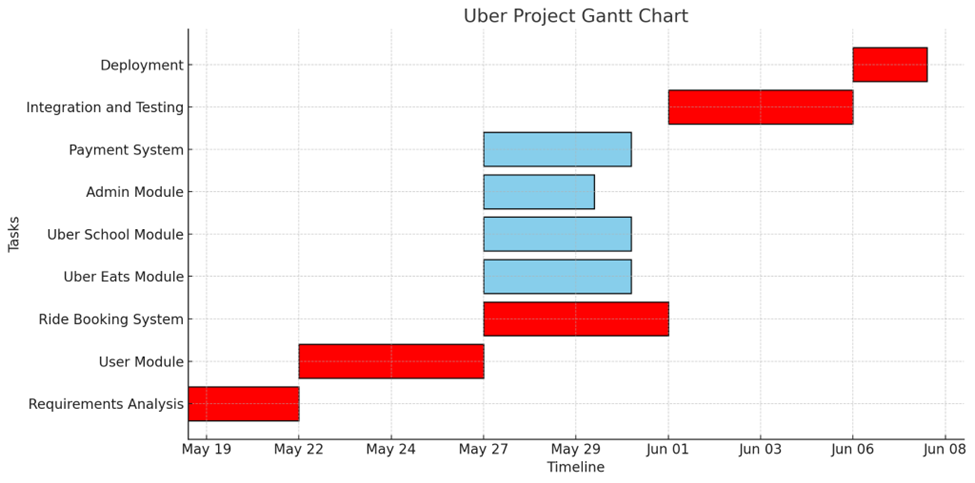 Uber Project Gantt Chart
Deployment
Integration and Testing
Payment System
Admin Module
Uber School Module
Uber Eats Module
Ride Booking System
User Module
Requirements Analysis
Tasks
May 19 May 22 May 24 May 27 May 29 Jun 01 Jun 03 Jun 06 Jun 08
Timeline